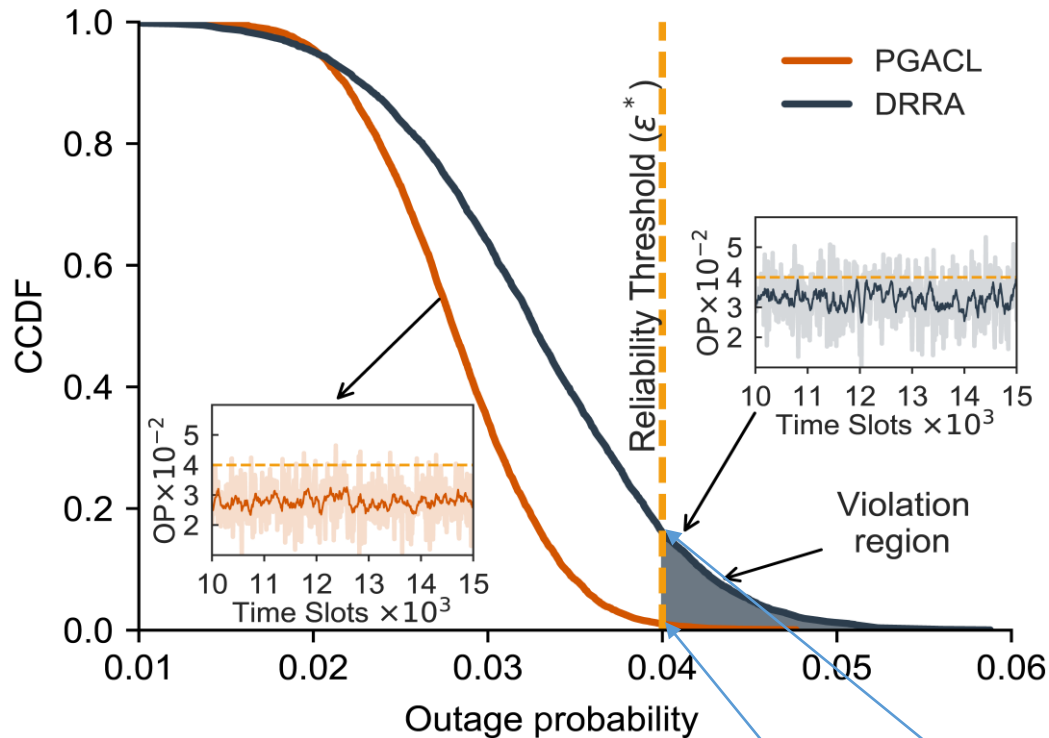 1.0
0.8
0.6
0.4
0.2
0.0
CCDF
0.01
0.02
0.03
0.04
0.05
0.06
Outage probability
PGACL
DRRA
Reliability Threshold (ε*)
5
4
3
2
OP×10⁻²
10 11 12 13 14 15
Time Slots ×10³
Violation
region
5
4
3
2
OP×10⁻²
10 11 12 13 14 15
Time Slots ×10³